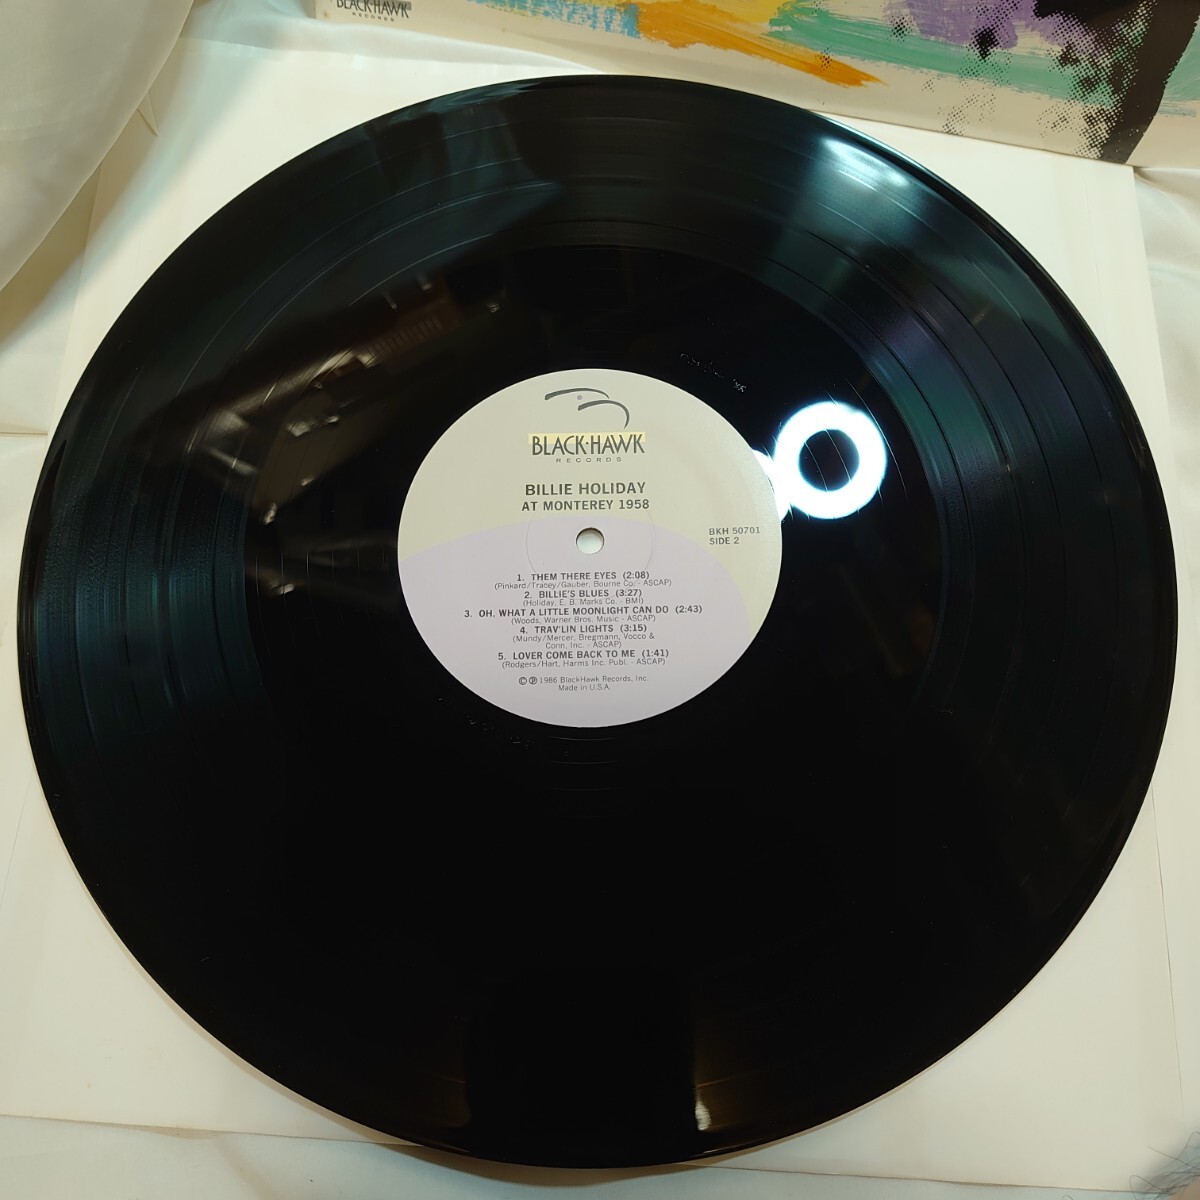 BLACK-HAWK
RECORDS
BLACK·HAWK
RECORDS
BILLIE HOLIDAY
AT MONTEREY 1958
BKH 50701
SIDE 2
1. THEM THERE EYES (2:08)
(Pinkard/Tracey/Gauber, Bourne Co. - ASCAP)
2. BILLIE'S BLUES (3:27)
(Holiday, E. B. Marks Co. - BMI)
3. OH, WHAT A LITTLE MOONLIGHT CAN DO (2:43)
(Woods, Warner Bros. Music - ASCAP)
4. TRAV'LIN LIGHTS (3:15)
(Mundy/Mercer, Bregmann, Vocco &
Conn, Inc. - ASCAP)
5. LOVER COME BACK TO ME (1:41)
(Rodgers/Hart, Harms Inc. Publ. - ASCAP)
© ℗ 1986 BlackHawk Records, Inc.
Made in U.S.A.